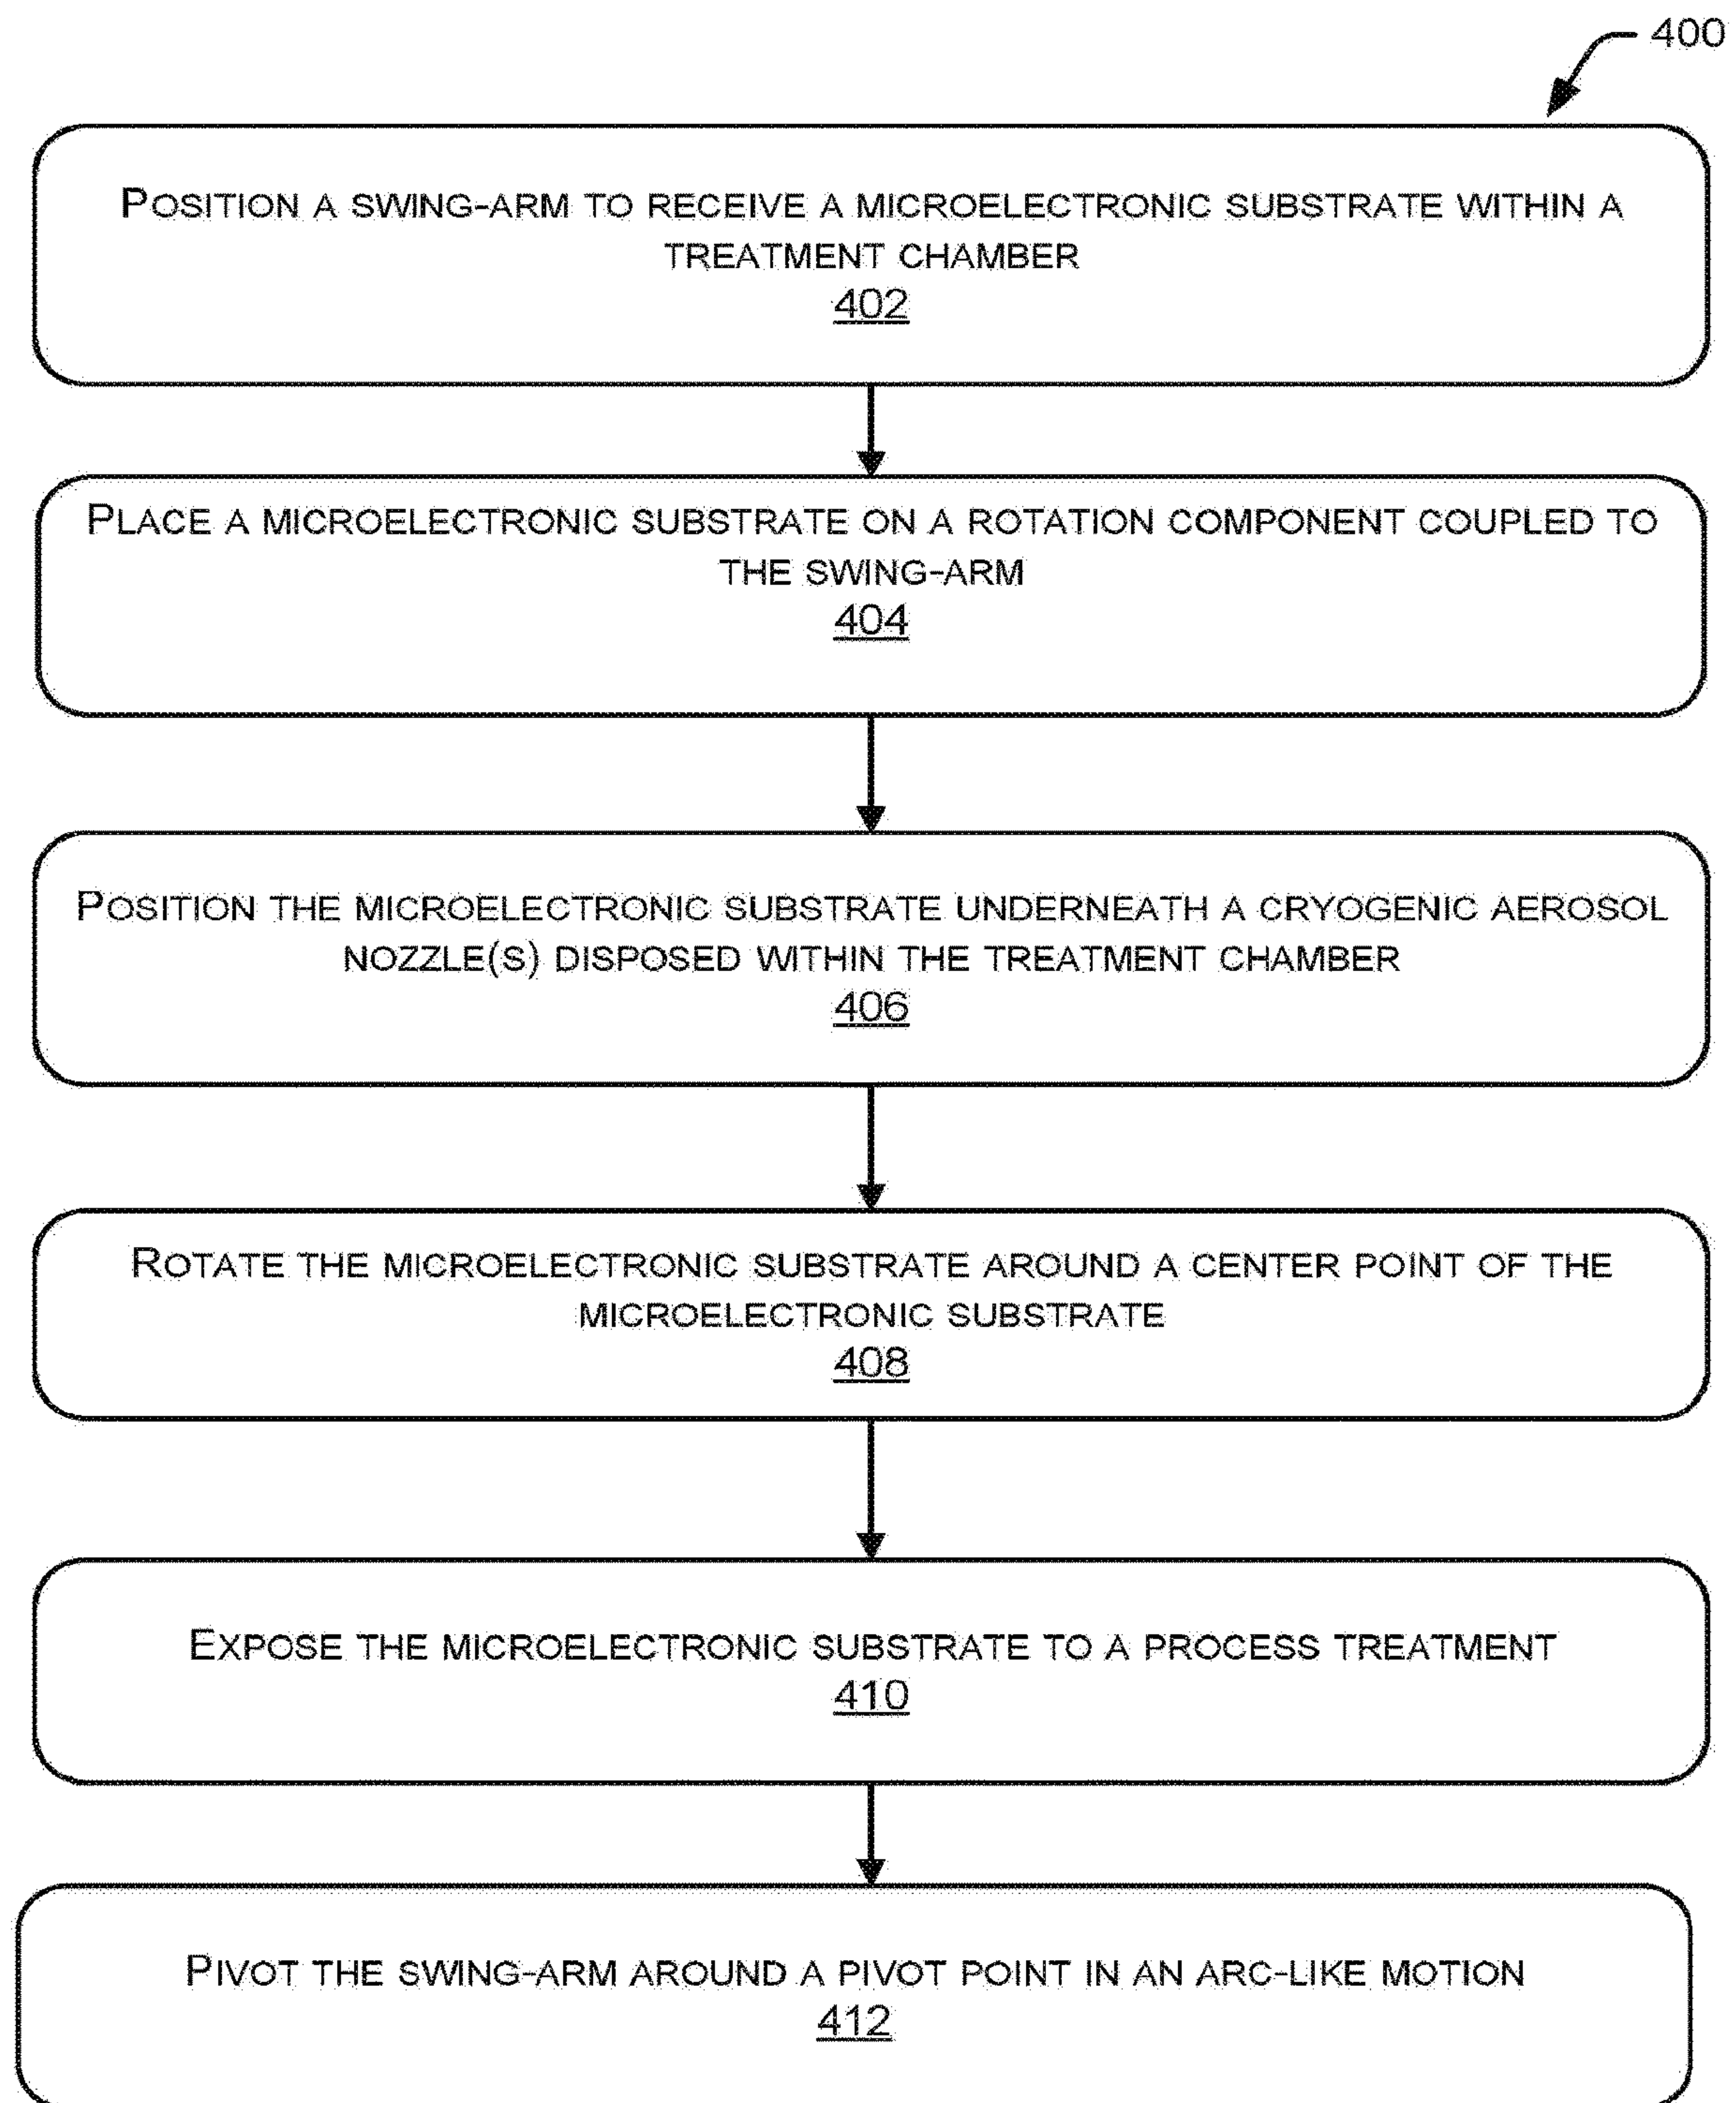 400
POSITION A SWING-ARM TO RECEIVE A MICROELECTRONIC SUBSTRATE WITHIN A
TREATMENT CHAMBER
402
PLACE A MICROELECTRONIC SUBSTRATE ON A ROTATION COMPONENT COUPLED TO
THE SWING-ARM
404
POSITION THE MICROELECTRONIC SUBSTRATE UNDERNEATH A CRYOGENIC AEROSOL
NOZZLE(S) DISPOSED WITHIN THE TREATMENT CHAMBER
406
ROTATE THE MICROELECTRONIC SUBSTRATE AROUND A CENTER POINT OF THE
MICROELECTRONIC SUBSTRATE
408
EXPOSE THE MICROELECTRONIC SUBSTRATE TO A PROCESS TREATMENT
410
PIVOT THE SWING-ARM AROUND A PIVOT POINT IN AN ARC-LIKE MOTION
412